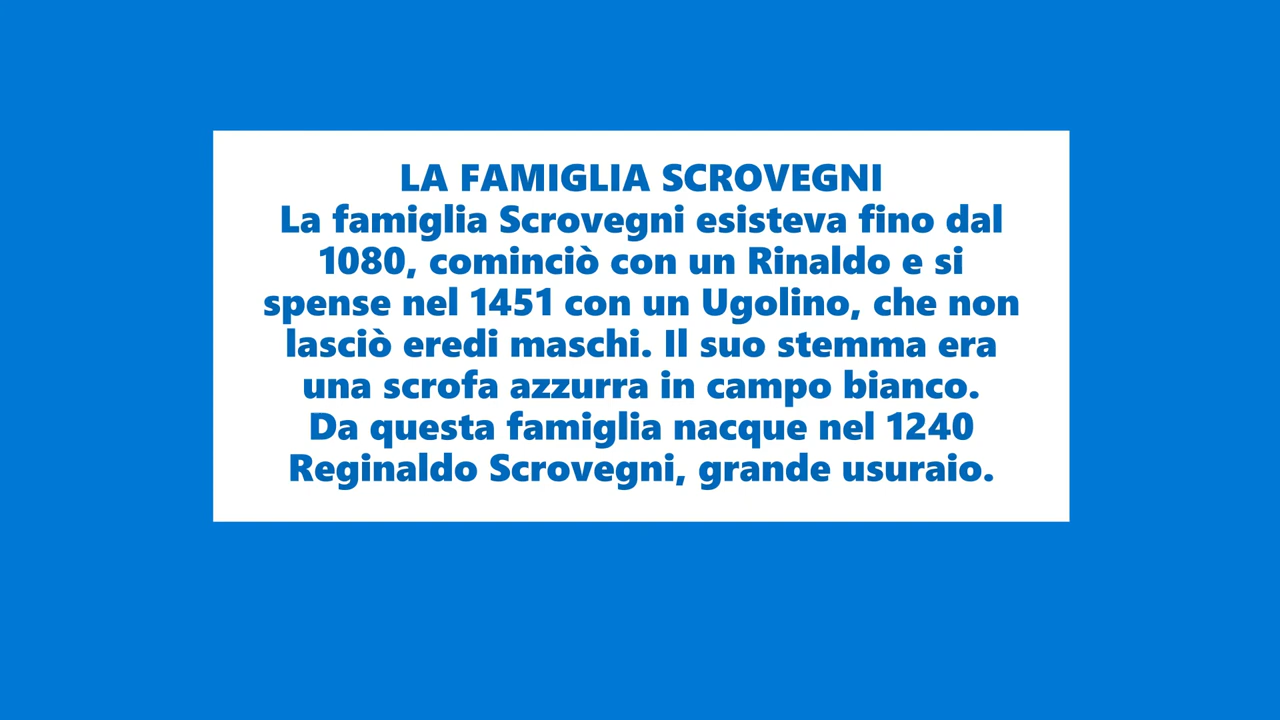 LA FAMIGLIA SCROVEGNI
La famiglia Scrovegni esisteva fino dal
1080, cominciò con un Rinaldo e si
spense nel 1451 con un Ugolino, che non
lasciò eredi maschi. Il suo stemma era
una scrofa azzurra in campo bianco.
Da questa famiglia nacque nel 1240
Reginaldo Scrovegni, grande usuraio.